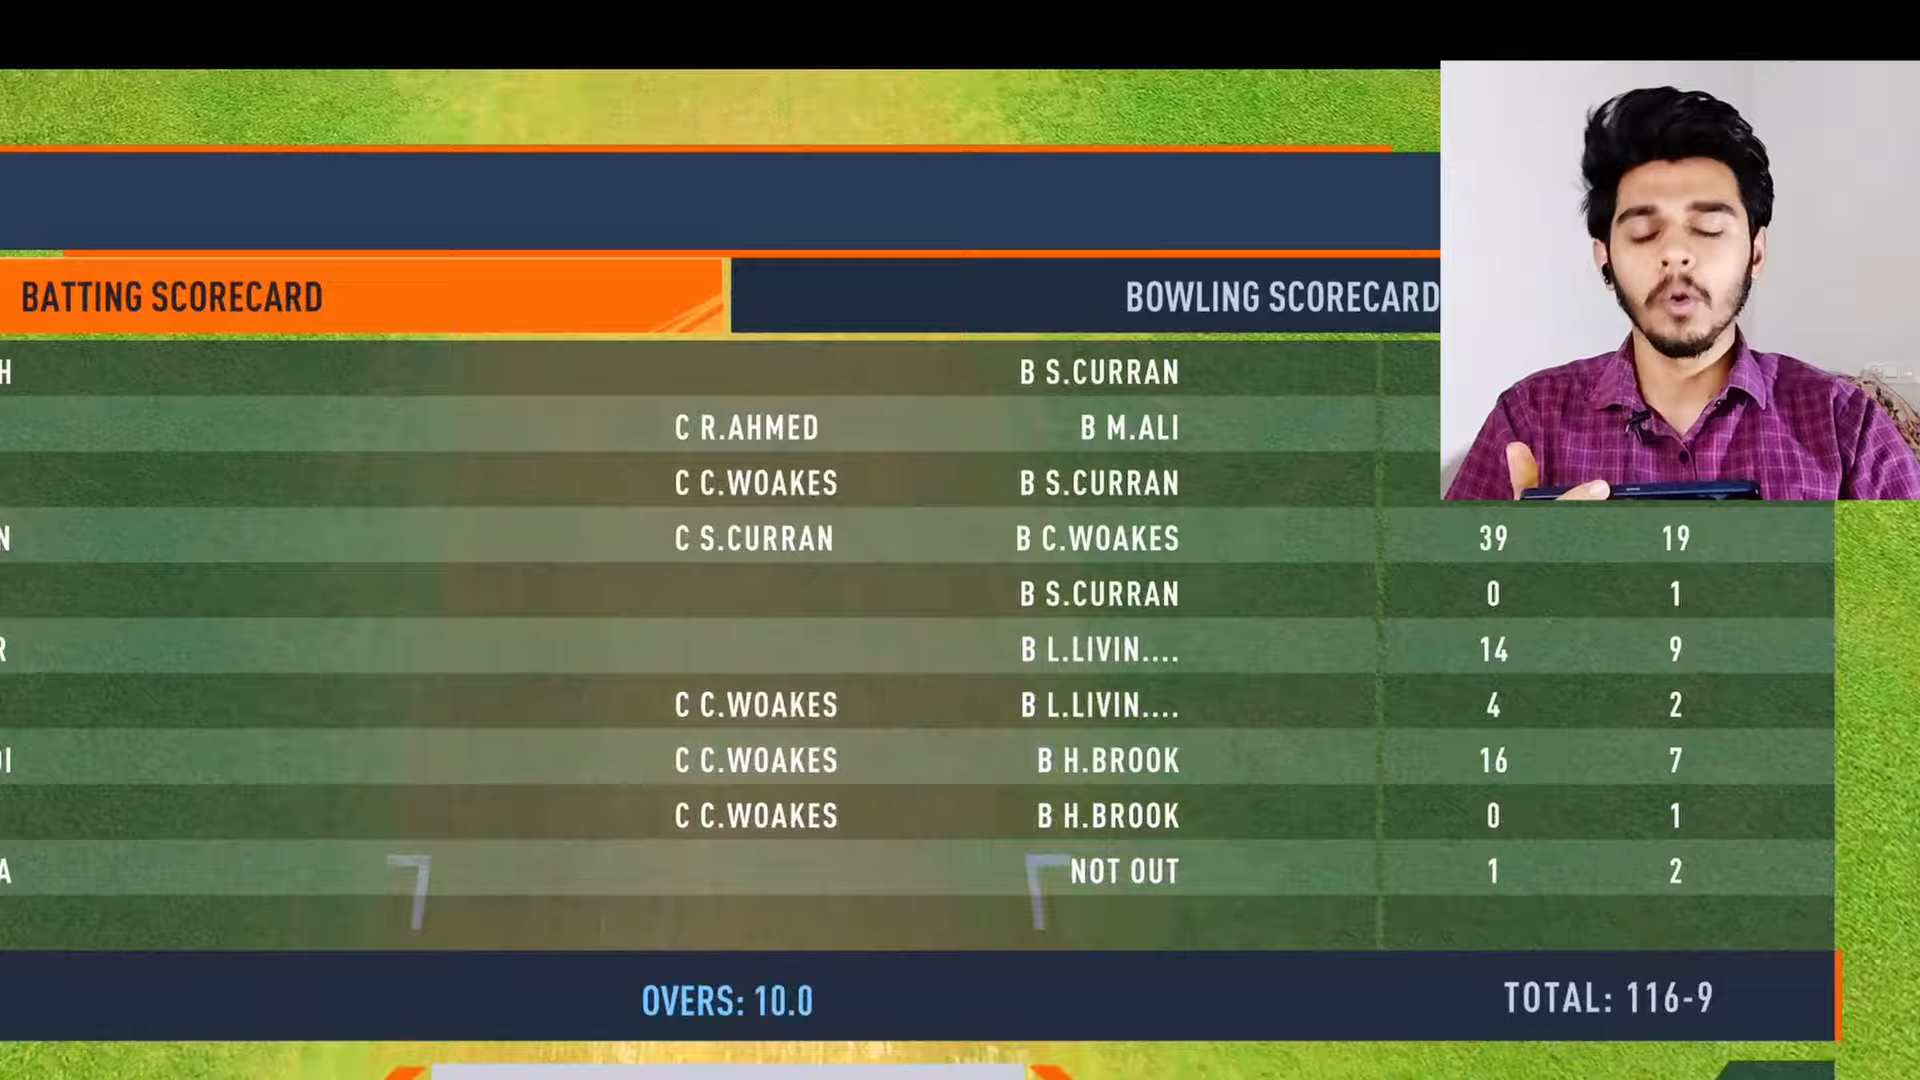 BATTING SCORECARD BOWLING SCORECARD
H B S.CURRAN
C R.AHMED B M.ALI
C C.WOAKES B S.CURRAN
N C S.CURRAN B C.WOAKES 39 19
B S.CURRAN 0 1
R B L.LIVIN.... 14 9
C C.WOAKES B L.LIVIN.... 4 2
DI C C.WOAKES B H.BROOK 16 7
C C.WOAKES B H.BROOK 0 1
A NOT OUT 1 2
OVERS: 10.0 TOTAL: 116-9